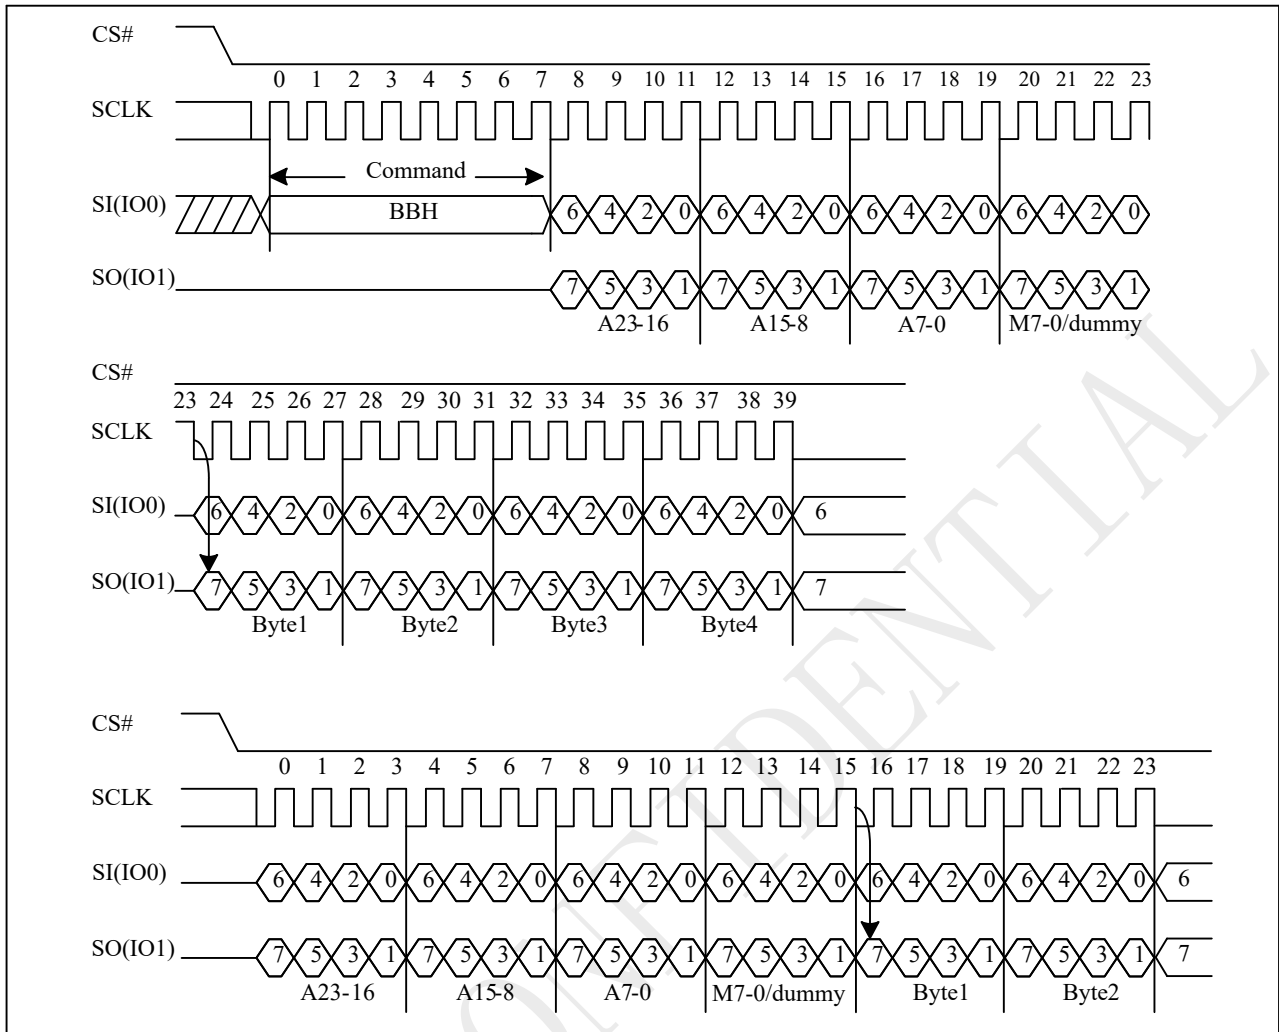 CS#
0 1 2 3 4 5 6 7 8 9 10 11 12 13 14 15 16 17 18 19 20 21 22 23
SCLK
Command
SI(IO0) BBH 6 4 2 0 6 4 2 0 6 4 2 0 6 4 2 0
SO(IO1) 7 5 3 1 7 5 3 1 7 5 3 1 7 5 3 1
A23-16 A15-8 A7-0 M7-0/dummy
CS#
23 24 25 26 27 28 29 30 31 32 33 34 35 36 37 38 39
SCLK
SI(IO0) 6 4 2 0 6 4 2 0 6 4 2 0 6 4 2 0 6
SO(IO1) 7 5 3 1 7 5 3 1 7 5 3 1 7 5 3 1 7
Byte1 Byte2 Byte3 Byte4
CS#
0 1 2 3 4 5 6 7 8 9 10 11 12 13 14 15 16 17 18 19 20 21 22 23
SCLK
SI(IO0) 6 4 2 0 6 4 2 0 6 4 2 0 6 4 2 0 6 4 2 0 6 4 2 0 6
SO(IO1) 7 5 3 1 7 5 3 1 7 5 3 1 7 5 3 1 7 5 3 1 7 5 3 1 7
A23-16 A15-8 A7-0 M7-0/dummy Byte1 Byte2